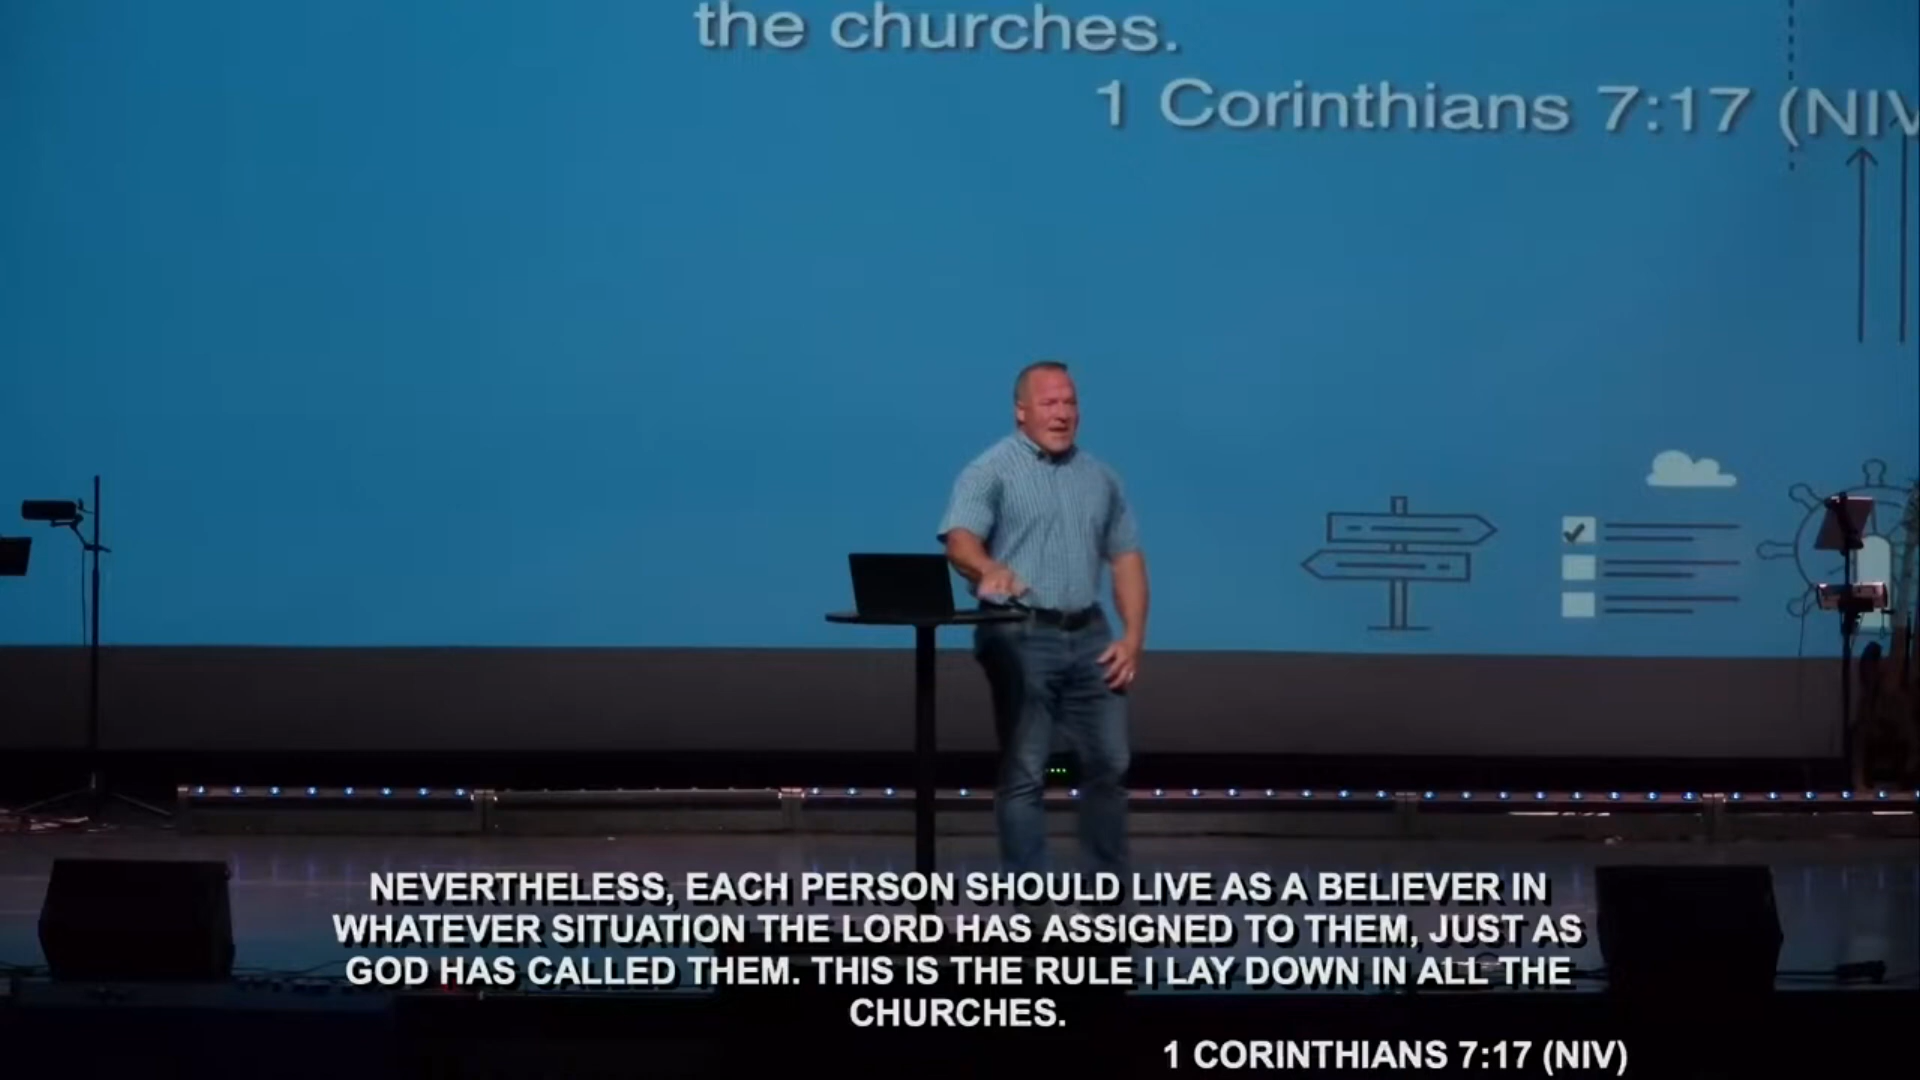 the churches.
1 Corinthians 7:17 (NIV
NEVERTHELESS, EACH PERSON SHOULD LIVE AS A BELIEVER IN
WHATEVER SITUATION THE LORD HAS ASSIGNED TO THEM, JUST AS
GOD HAS CALLED THEM. THIS IS THE RULE I LAY DOWN IN ALL THE
CHURCHES.
1 CORINTHIANS 7:17 (NIV)